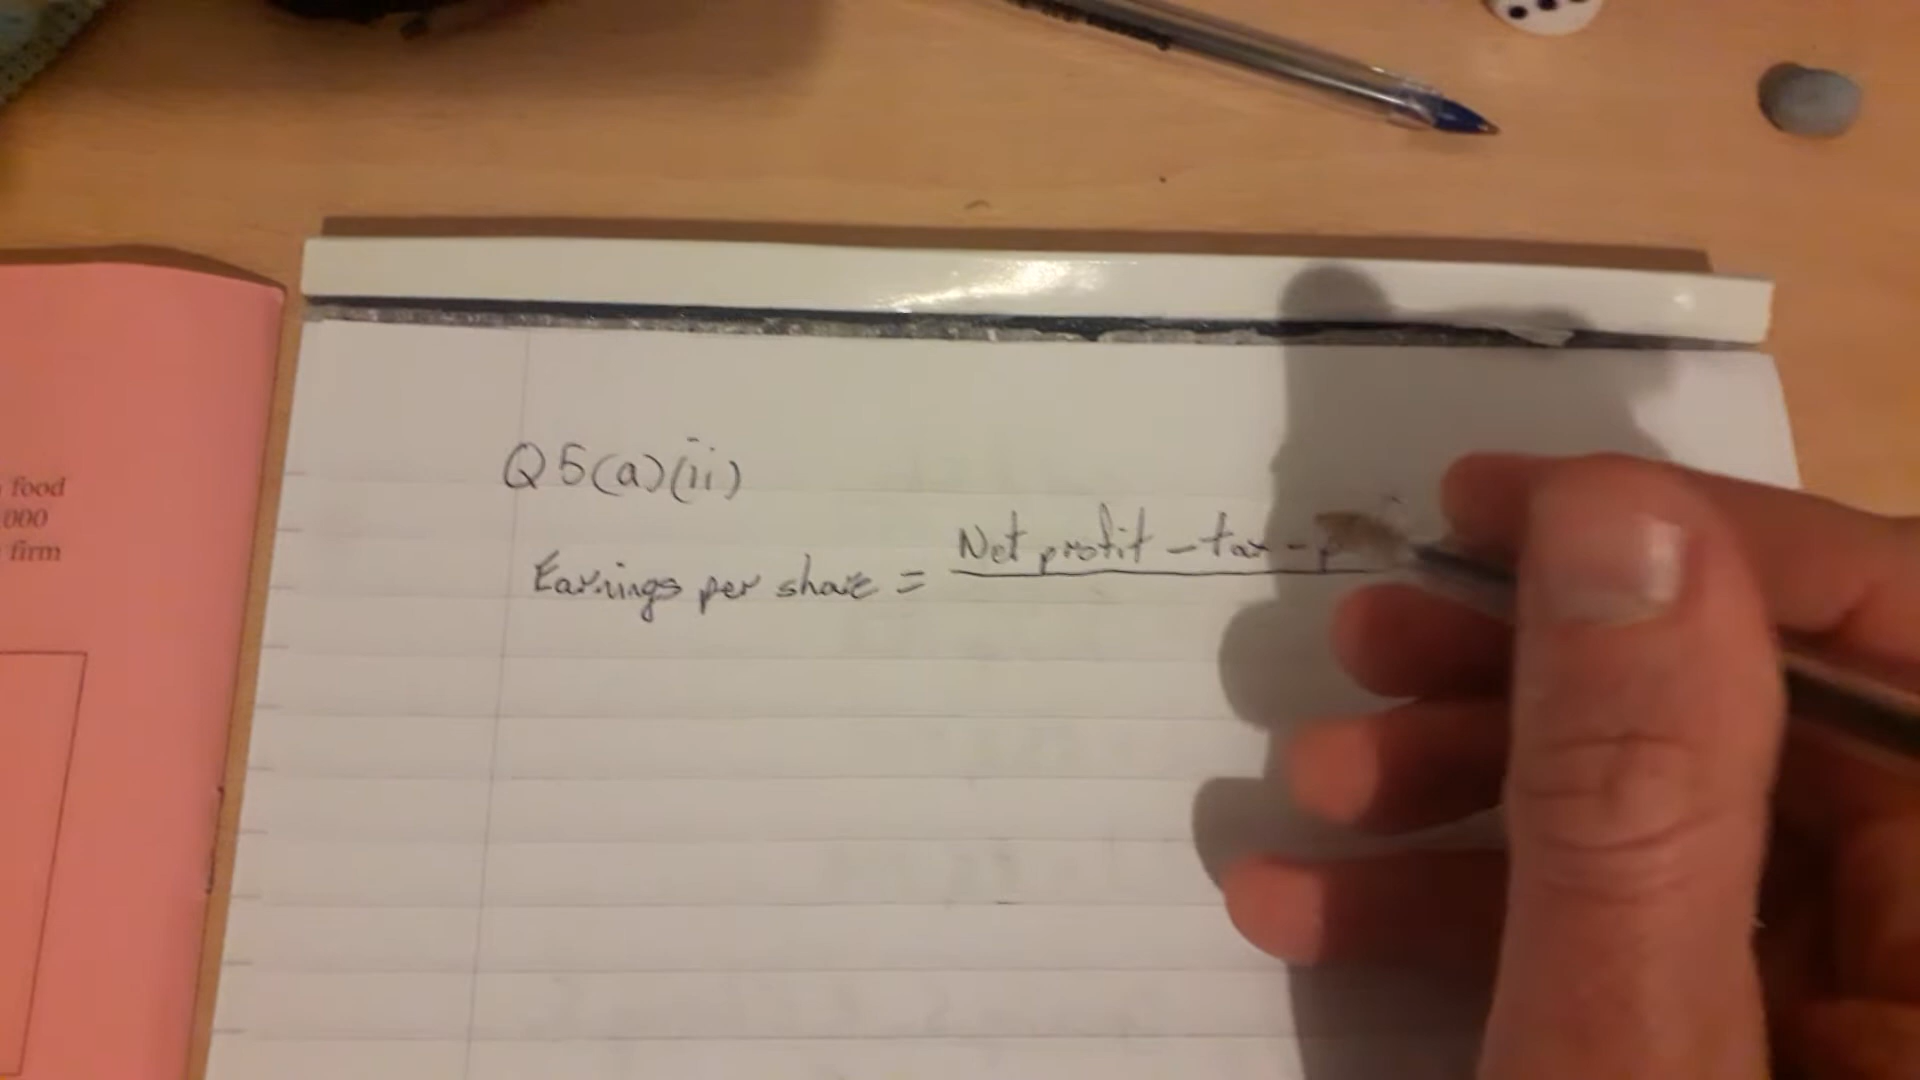 food
000
firm
Q5(a)(ii)
Net profit - tax - p
Earnings per share =